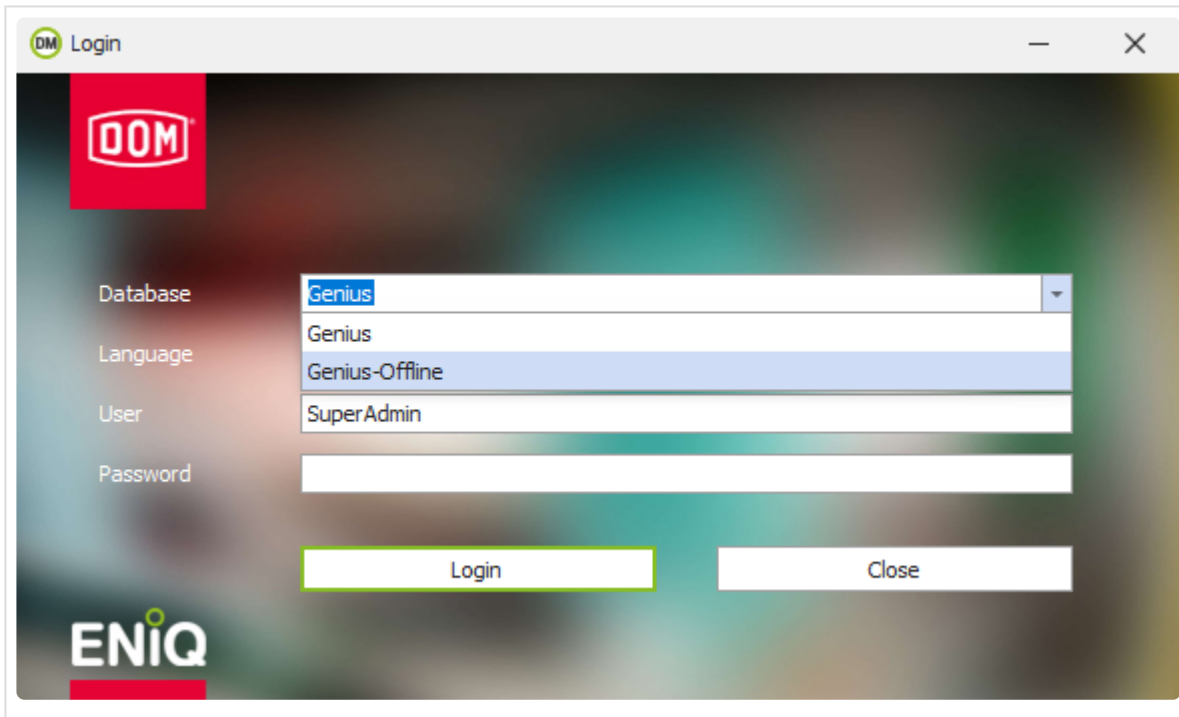 DM Login
DOM®
Database Genius
Genius
Language
Genius-Offline
User SuperAdmin
Password
Login Close
ENiQ